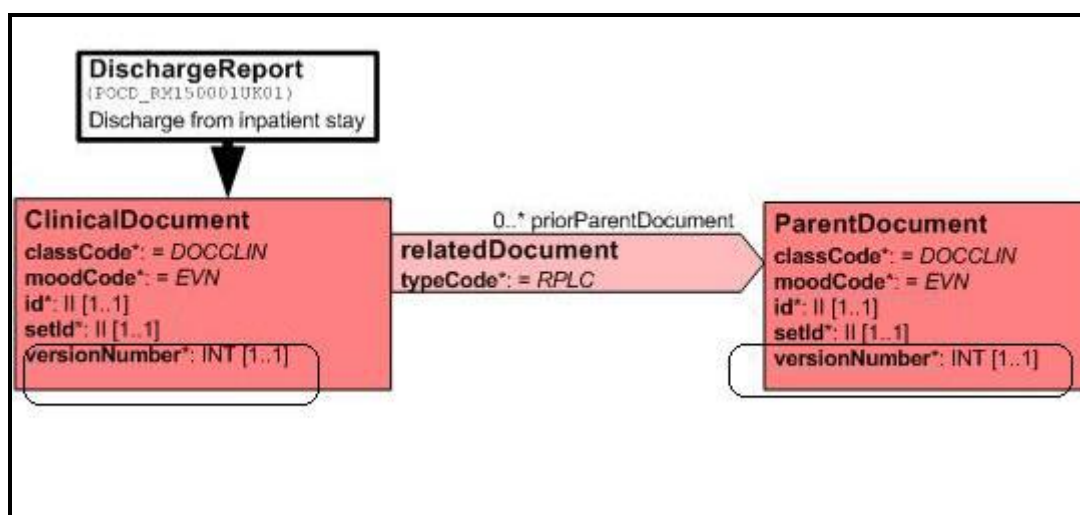 DischargeReport
(POCD_RM150001UK01)
Discharge from inpatient stay
ClinicalDocument
classCode*: = DOCCLIN
moodCode*: = EVN
id*: II [1..1]
setId*: II [1..1]
versionNumber*: INT [1..1]
0..* priorParentDocument
relatedDocument
typeCode*: = RPLC
ParentDocument
classCode*: = DOCCLIN
moodCode*: = EVN
id*: II [1..1]
setId*: II [1..1]
versionNumber*: INT [1..1]